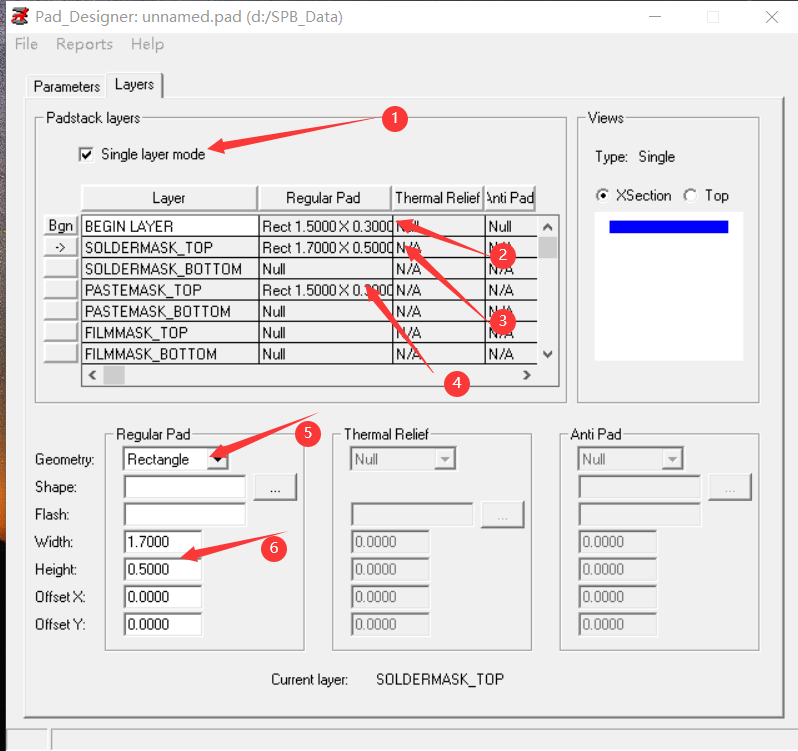 Pad_Designer: unnamed.pad (d:/SPB_Data)
File Reports Help
Parameters Layers
Padstack layers
1
Views
Single layer mode
Type: Single
Layer Regular Pad Thermal Relief Anti Pad
XSection Top
Bgn BEGIN LAYER Rect 1.5000 X 0.3000 Null Null
-> SOLDERMASK_TOP Rect 1.7000 X 0.5000 N/A N/A
2
SOLDERMASK_BOTTOM Null N/A N/A
PASTEMASK_TOP Rect 1.5000 X 0.3000 N/A N/A
PASTEMASK_BOTTOM Null N/A N/A
3
FILMMASK_TOP Null N/A N/A
FILMMASK_BOTTOM Null N/A N/A
4
Regular Pad Thermal Relief Anti Pad
5
Geometry: Rectangle Null Null
Shape: ... ...
Flash: ...
Width: 1.7000 0.0000 0.0000
6
Height: 0.5000 0.0000 0.0000
Offset X: 0.0000 0.0000 0.0000
Offset Y: 0.0000 0.0000 0.0000
Current layer: SOLDERMASK_TOP